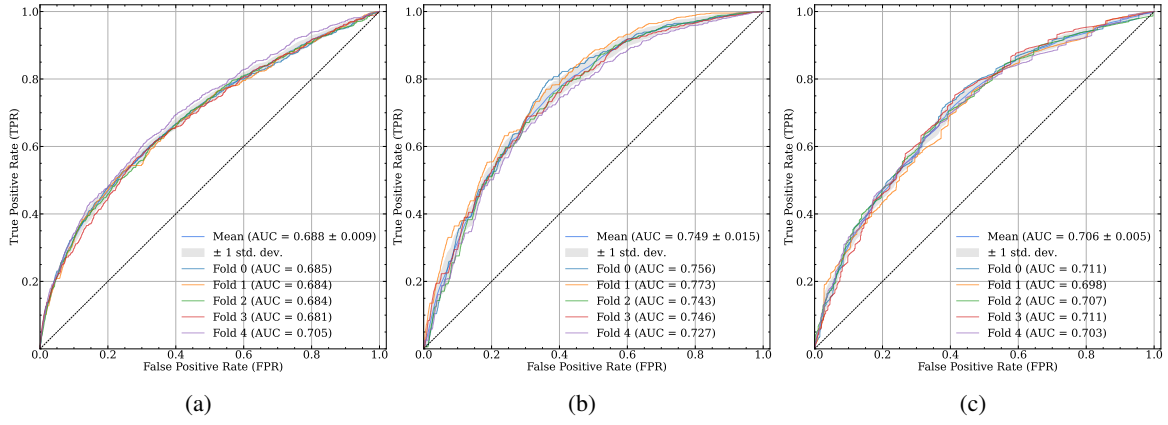 1.0
0.8
0.6
0.4
0.2
0.0
0.0 0.2 0.4 0.6 0.8 1.0
True Positive Rate (TPR)
False Positive Rate (FPR)
Mean (AUC = 0.688 ± 0.009)
± 1 std. dev.
Fold 0 (AUC = 0.685)
Fold 1 (AUC = 0.684)
Fold 2 (AUC = 0.684)
Fold 3 (AUC = 0.681)
Fold 4 (AUC = 0.705)
(a)
1.0
0.8
0.6
0.4
0.2
0.0 0.2 0.4 0.6 0.8 1.0
True Positive Rate (TPR)
False Positive Rate (FPR)
Mean (AUC = 0.749 ± 0.015)
± 1 std. dev.
Fold 0 (AUC = 0.756)
Fold 1 (AUC = 0.773)
Fold 2 (AUC = 0.743)
Fold 3 (AUC = 0.746)
Fold 4 (AUC = 0.727)
(b)
1.0
0.8
0.6
0.4
0.2
0.0 0.2 0.4 0.6 0.8 1.0
True Positive Rate (TPR)
False Positive Rate (FPR)
Mean (AUC = 0.706 ± 0.005)
± 1 std. dev.
Fold 0 (AUC = 0.711)
Fold 1 (AUC = 0.698)
Fold 2 (AUC = 0.707)
Fold 3 (AUC = 0.711)
Fold 4 (AUC = 0.703)
(c)